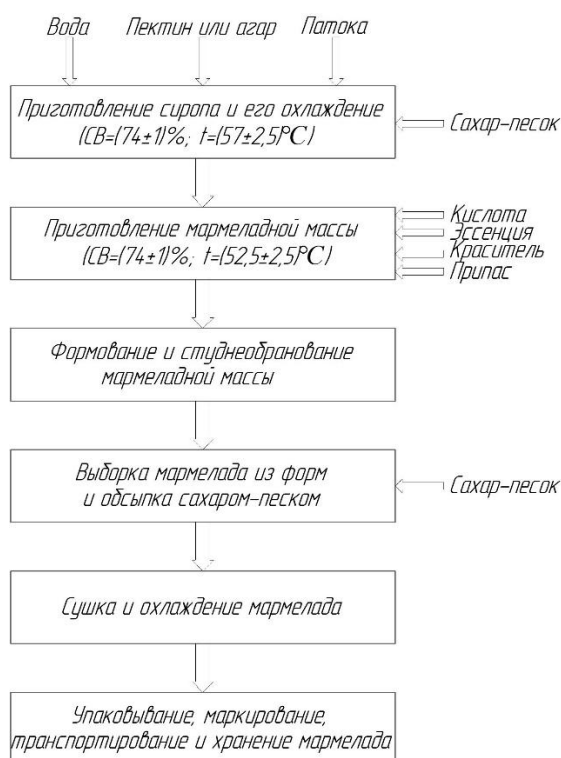 Вода Пектин или агар Патока
Приготовление сиропа и его охлаждение
(СВ=(74±1)%; t=(57±2,5)°С)
Сахар-песок
Приготовление мармеладной массы
(СВ=(74±1)%; t=(52,5±2,5)°С)
Кислота
Эссенция
Краситель
Припас
Формование и студнеобранование
мармеладной массы
Выборка мармелада из форм
и обсыпка сахаром-песком
Сахар-песок
Сушка и охлаждение мармелада
Упаковывание, маркирование,
транспортирование и хранение мармелада